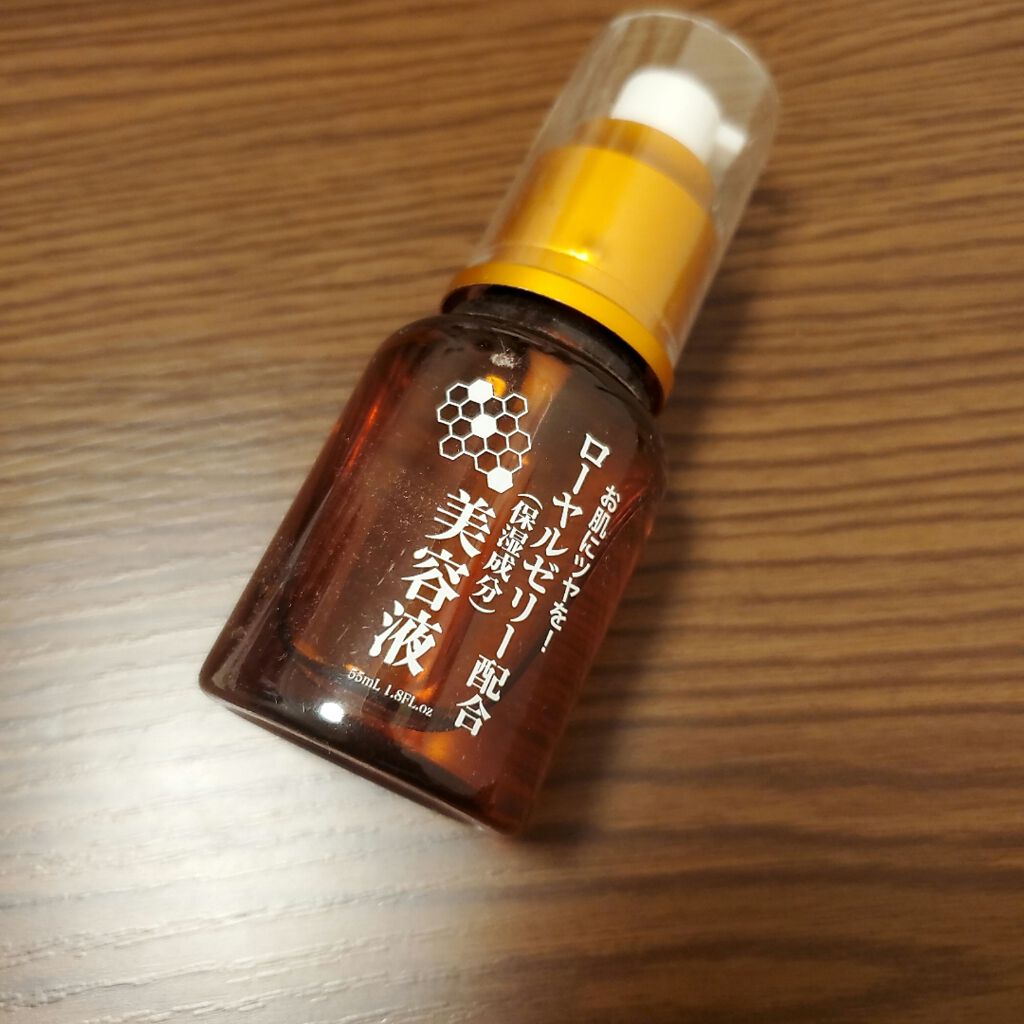 お肌にツヤを！
ローヤルゼリー配合
（保湿成分）
美容液
55mL 1.8FL.oz